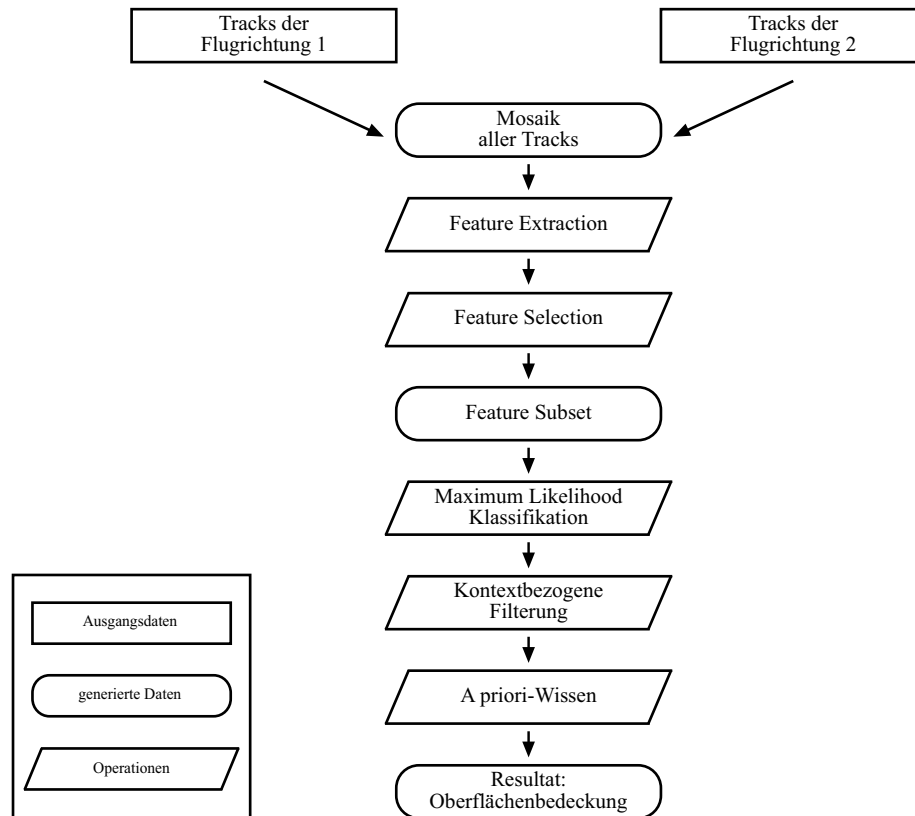 Tracks der
Flugrichtung 1
Tracks der
Flugrichtung 2
Mosaik
aller Tracks
Feature Extraction
Feature Selection
Feature Subset
Maximum Likelihood
Klassifikation
Kontextbezogene
Filterung
A priori-Wissen
Resultat:
Oberflächenbedeckung
Ausgangsdaten
generierte Daten
Operationen